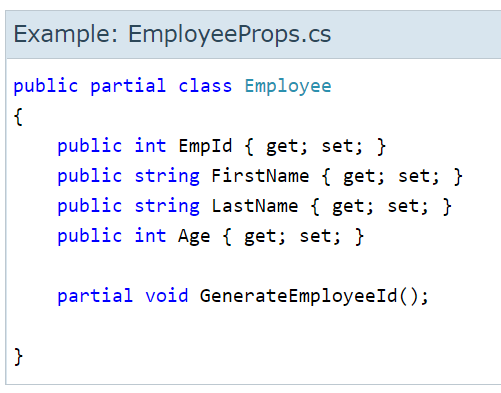 Example: EmployeeProps.cs
public partial class Employee
{
    public int EmpId { get; set; }
    public string FirstName { get; set; }
    public string LastName { get; set; }
    public int Age { get; set; }

    partial void GenerateEmployeeId();

}